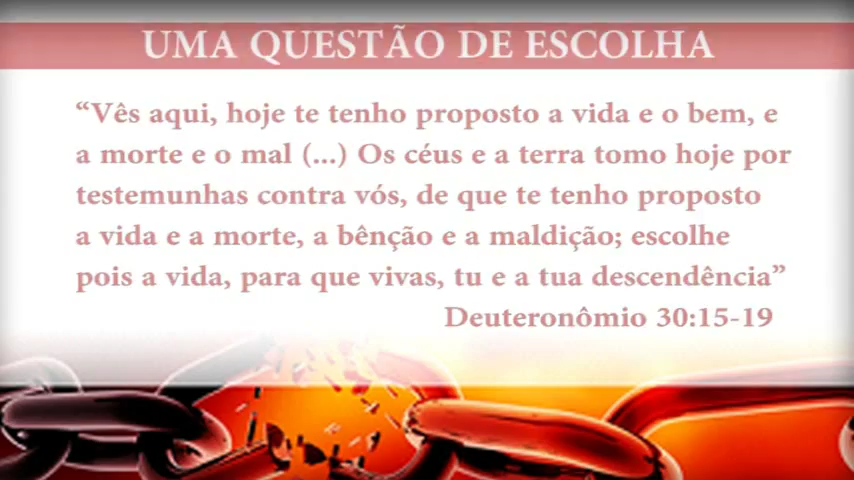 UMA QUESTÃO DE ESCOLHA
“Vês aqui, hoje te tenho proposto a vida e o bem, e
a morte e o mal (...) Os céus e a terra tomo hoje por
testemunhas contra vós, de que te tenho proposto
a vida e a morte, a bênção e a maldição; escolhe
pois a vida, para que vivas, tu e a tua descendência”
Deuteronômio 30:15-19